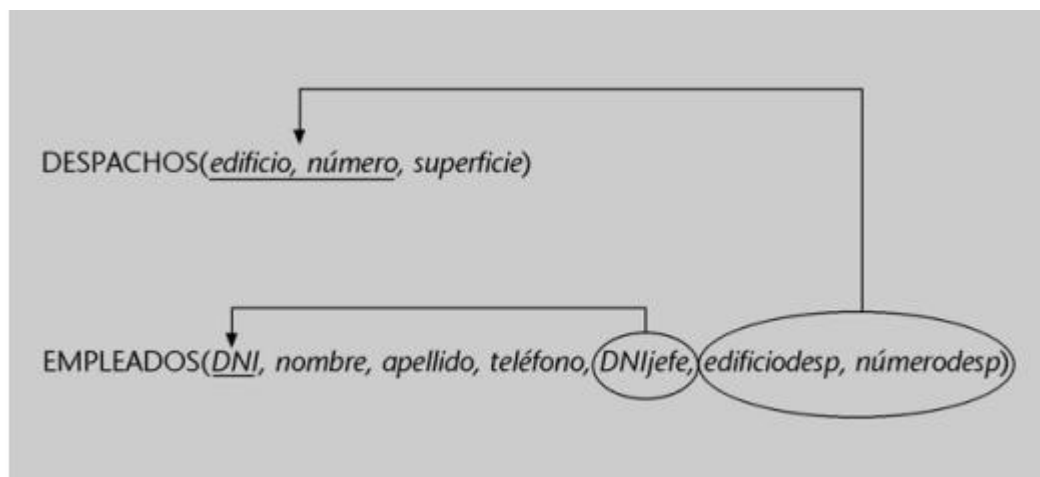 DESPACHOS(edificio, número, superficie)
EMPLEADOS(DNI, nombre, apellido, teléfono, DNIjefe, edificiodesp, númerodesp)